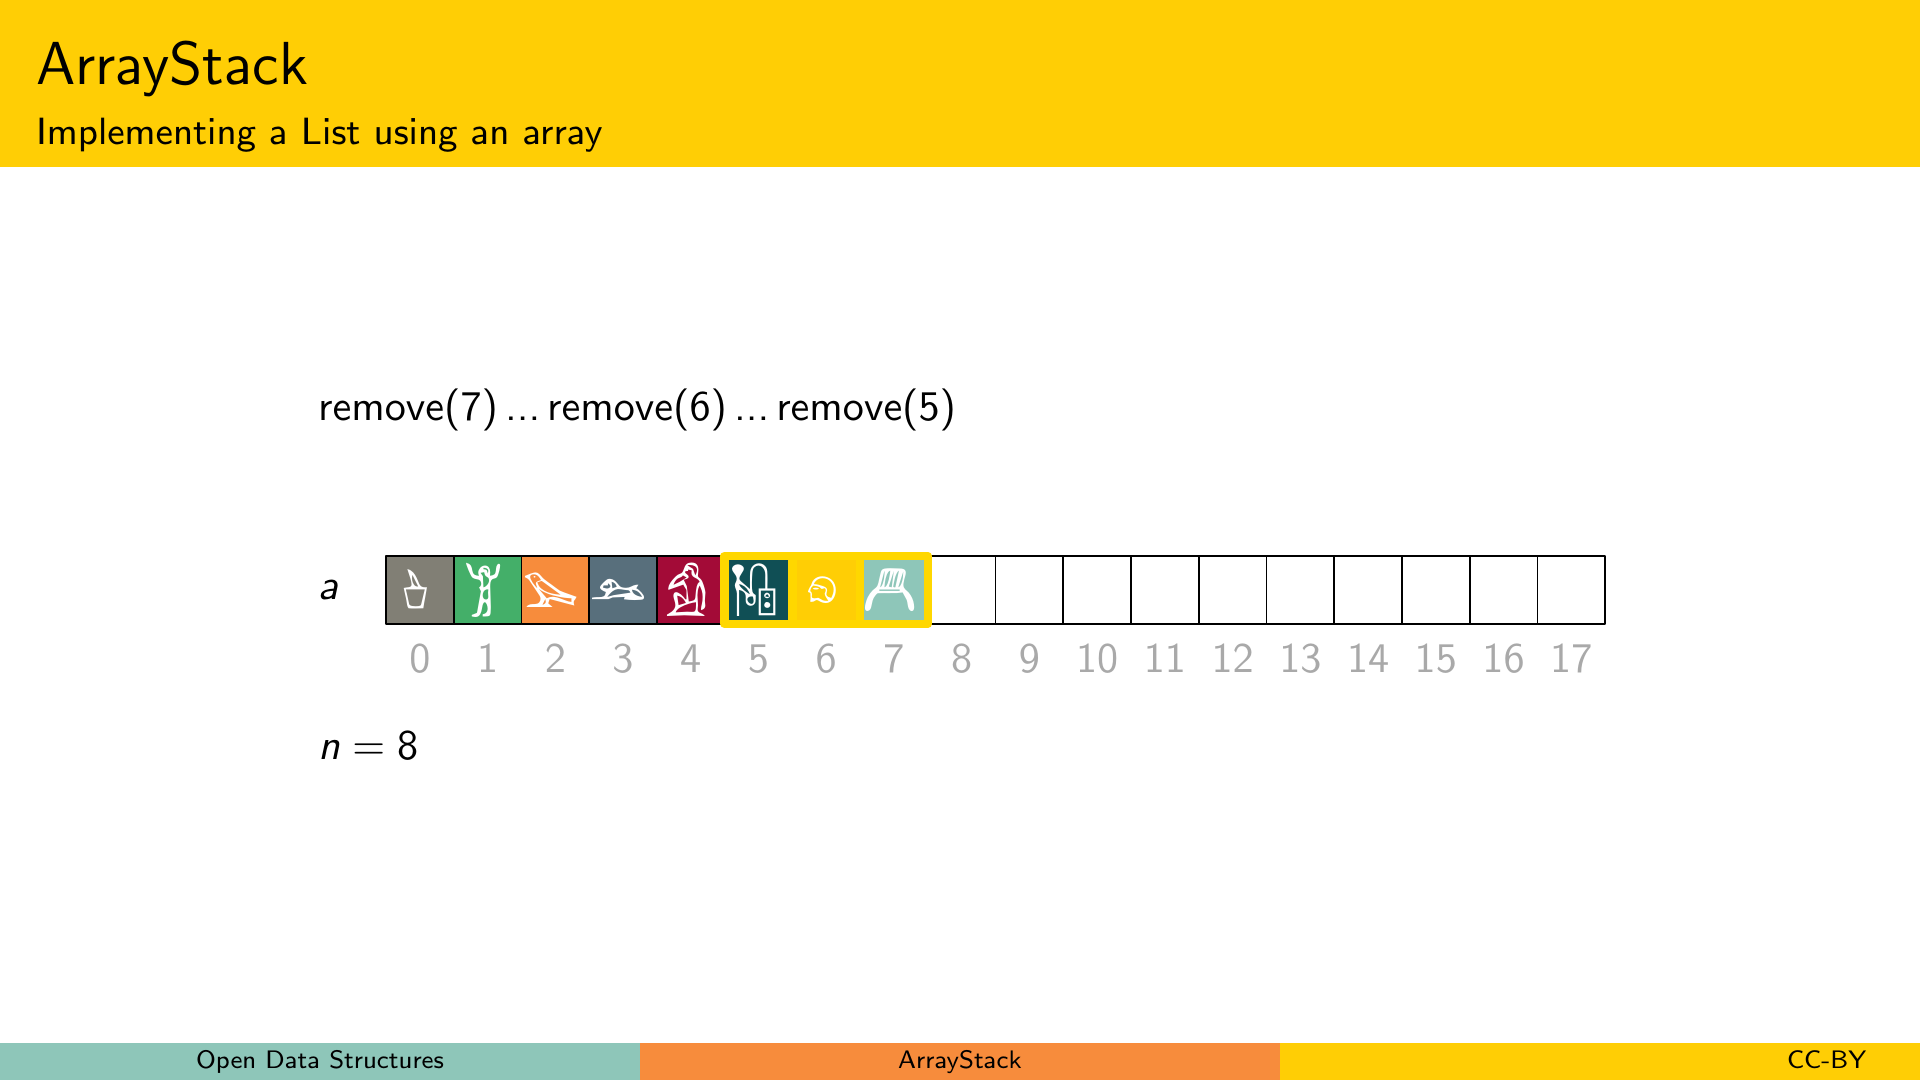 ArrayStack
Implementing a List using an array
remove(7) ... remove(6) ... remove(5)
a
0 1 2 3 4 5 6 7 8 9 10 11 12 13 14 15 16 17
n = 8
Open Data Structures ArrayStack CC-BY